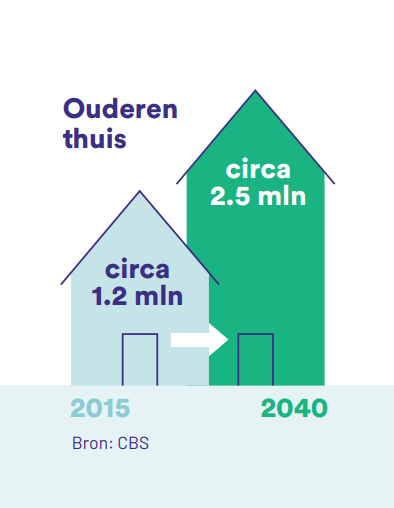 Ouderen
thuis
circa
2.5 mln
circa
1.2 mln
2015
2040
Bron: CBS